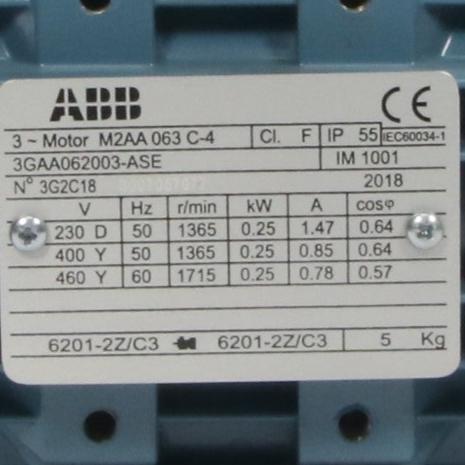 ABB CE
3 ~ Motor M2AA 063 C-4 Cl. F IP 55 IEC60034-1
3GAA062003-ASE IM 1001
No 3G2C18 2018
V Hz r/min kW A cosφ
230 D 50 1365 0.25 1.47 0.64
400 Y 50 1365 0.25 0.85 0.64
460 Y 60 1715 0.25 0.78 0.57
6201-2Z/C3 6201-2Z/C3 5 Kg